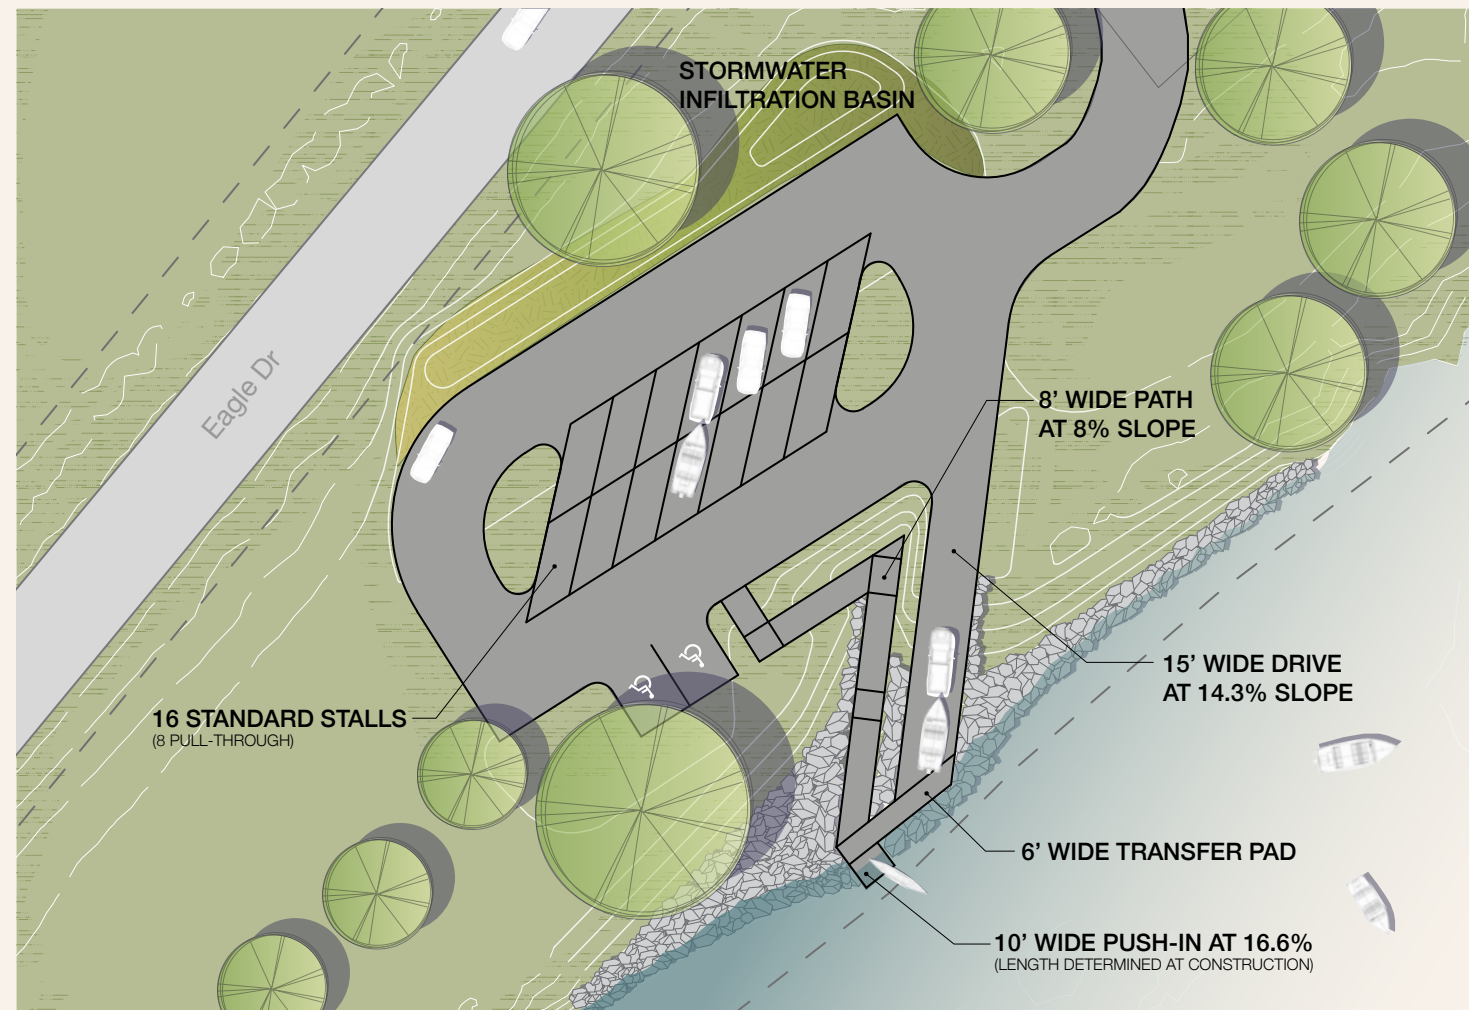 STORMWATER
INFILTRATION BASIN
Eagle Dr
8’ WIDE PATH
AT 8% SLOPE
15’ WIDE DRIVE
AT 14.3% SLOPE
16 STANDARD STALLS
(8 PULL-THROUGH)
6’ WIDE TRANSFER PAD
10’ WIDE PUSH-IN AT 16.6%
(LENGTH DETERMINED AT CONSTRUCTION)